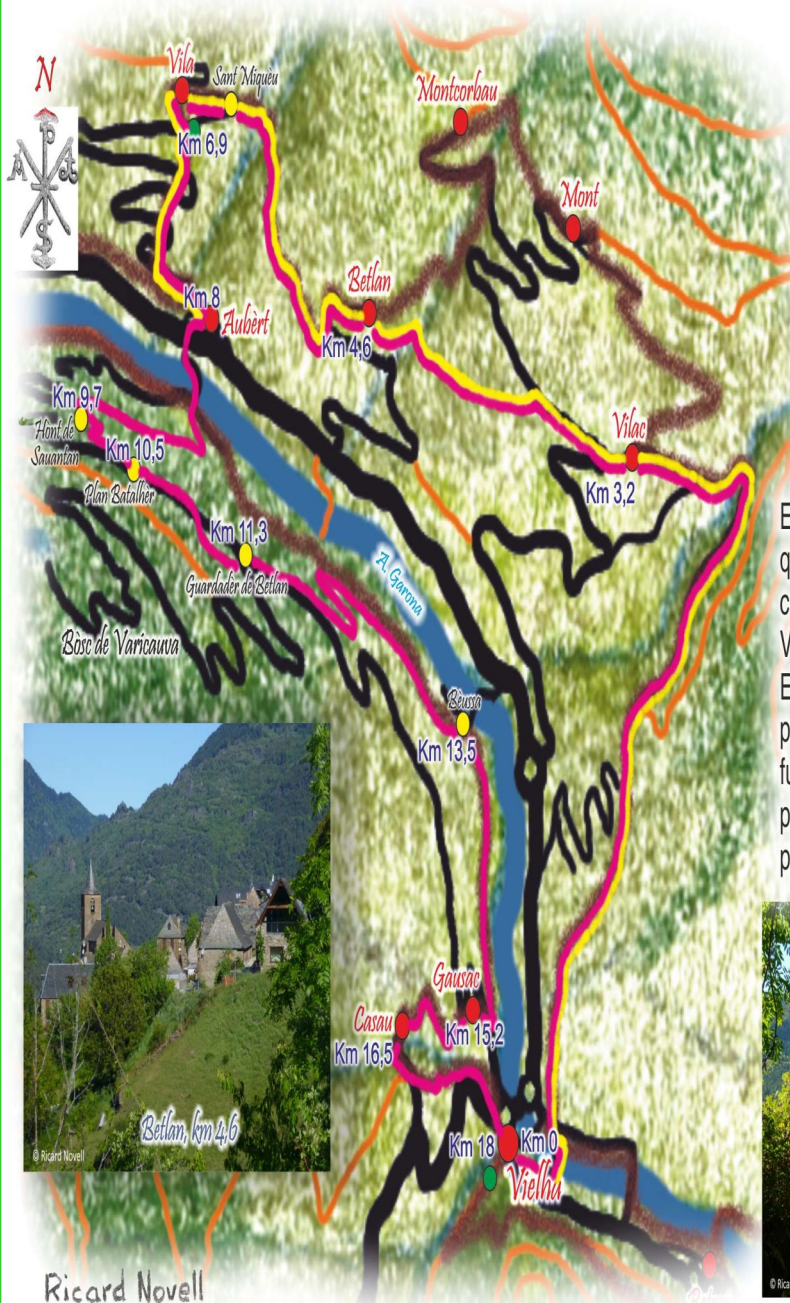 N
Vila
Sant Miquèu
Km 6,9
Montcorbau
Mont
Betlan
Km 4,6
Km 8
Aubèrt
Km 9,7
Hònt de
Sauantan
Km 10,5
Plan Batalhèr
Vilac
Km 3,2
Km 11,3
Guardadèr de Betlan
A. Garona
Bòsc de Varicauva
Bèussa
Km 13,5
Gausac
Km 15,2
Casau
Km 16,5
Km 18
Km 0
Vielha
Betlan, km 4,6
© Ricard Novell
Ricard Novell